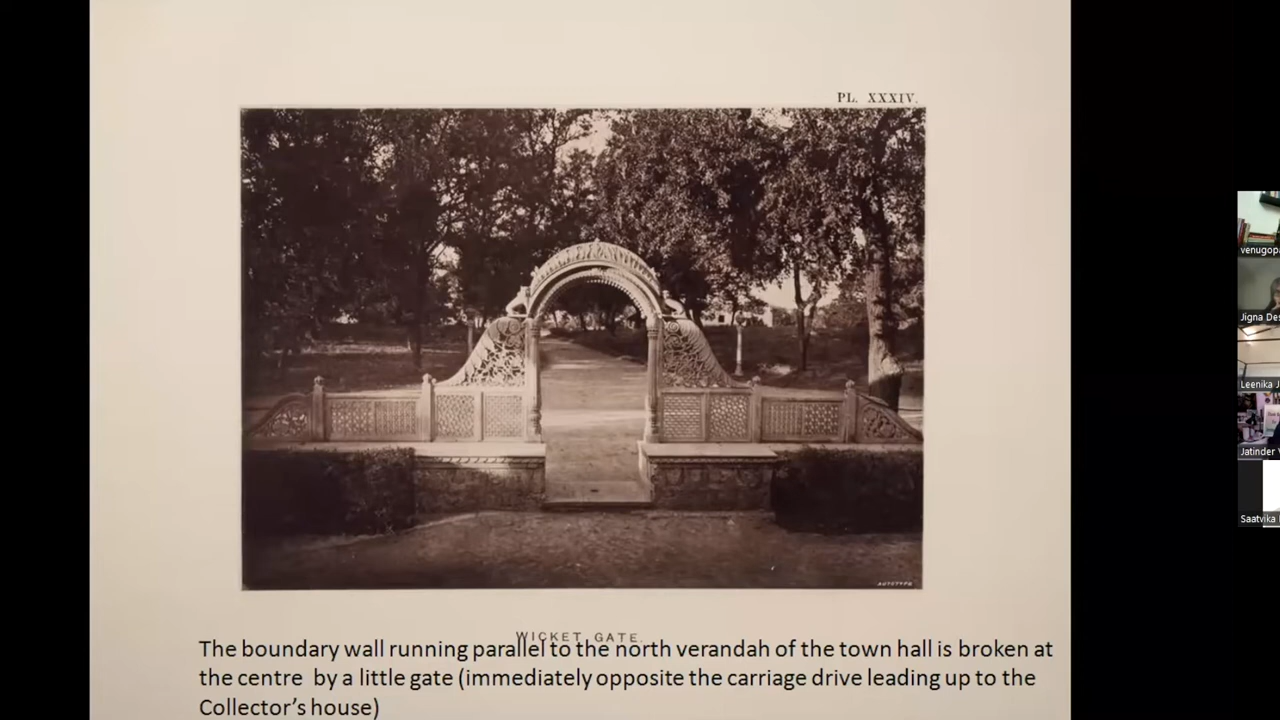 PL. XXXIV.
AUTOTYPE
WICKET GATE.
The boundary wall running parallel to the north verandah of the town hall is broken at
the centre by a little gate (immediately opposite the carriage drive leading up to the
Collector's house)
venugopa
Jigna Des
Leenika J
Jatinder
Saatvika